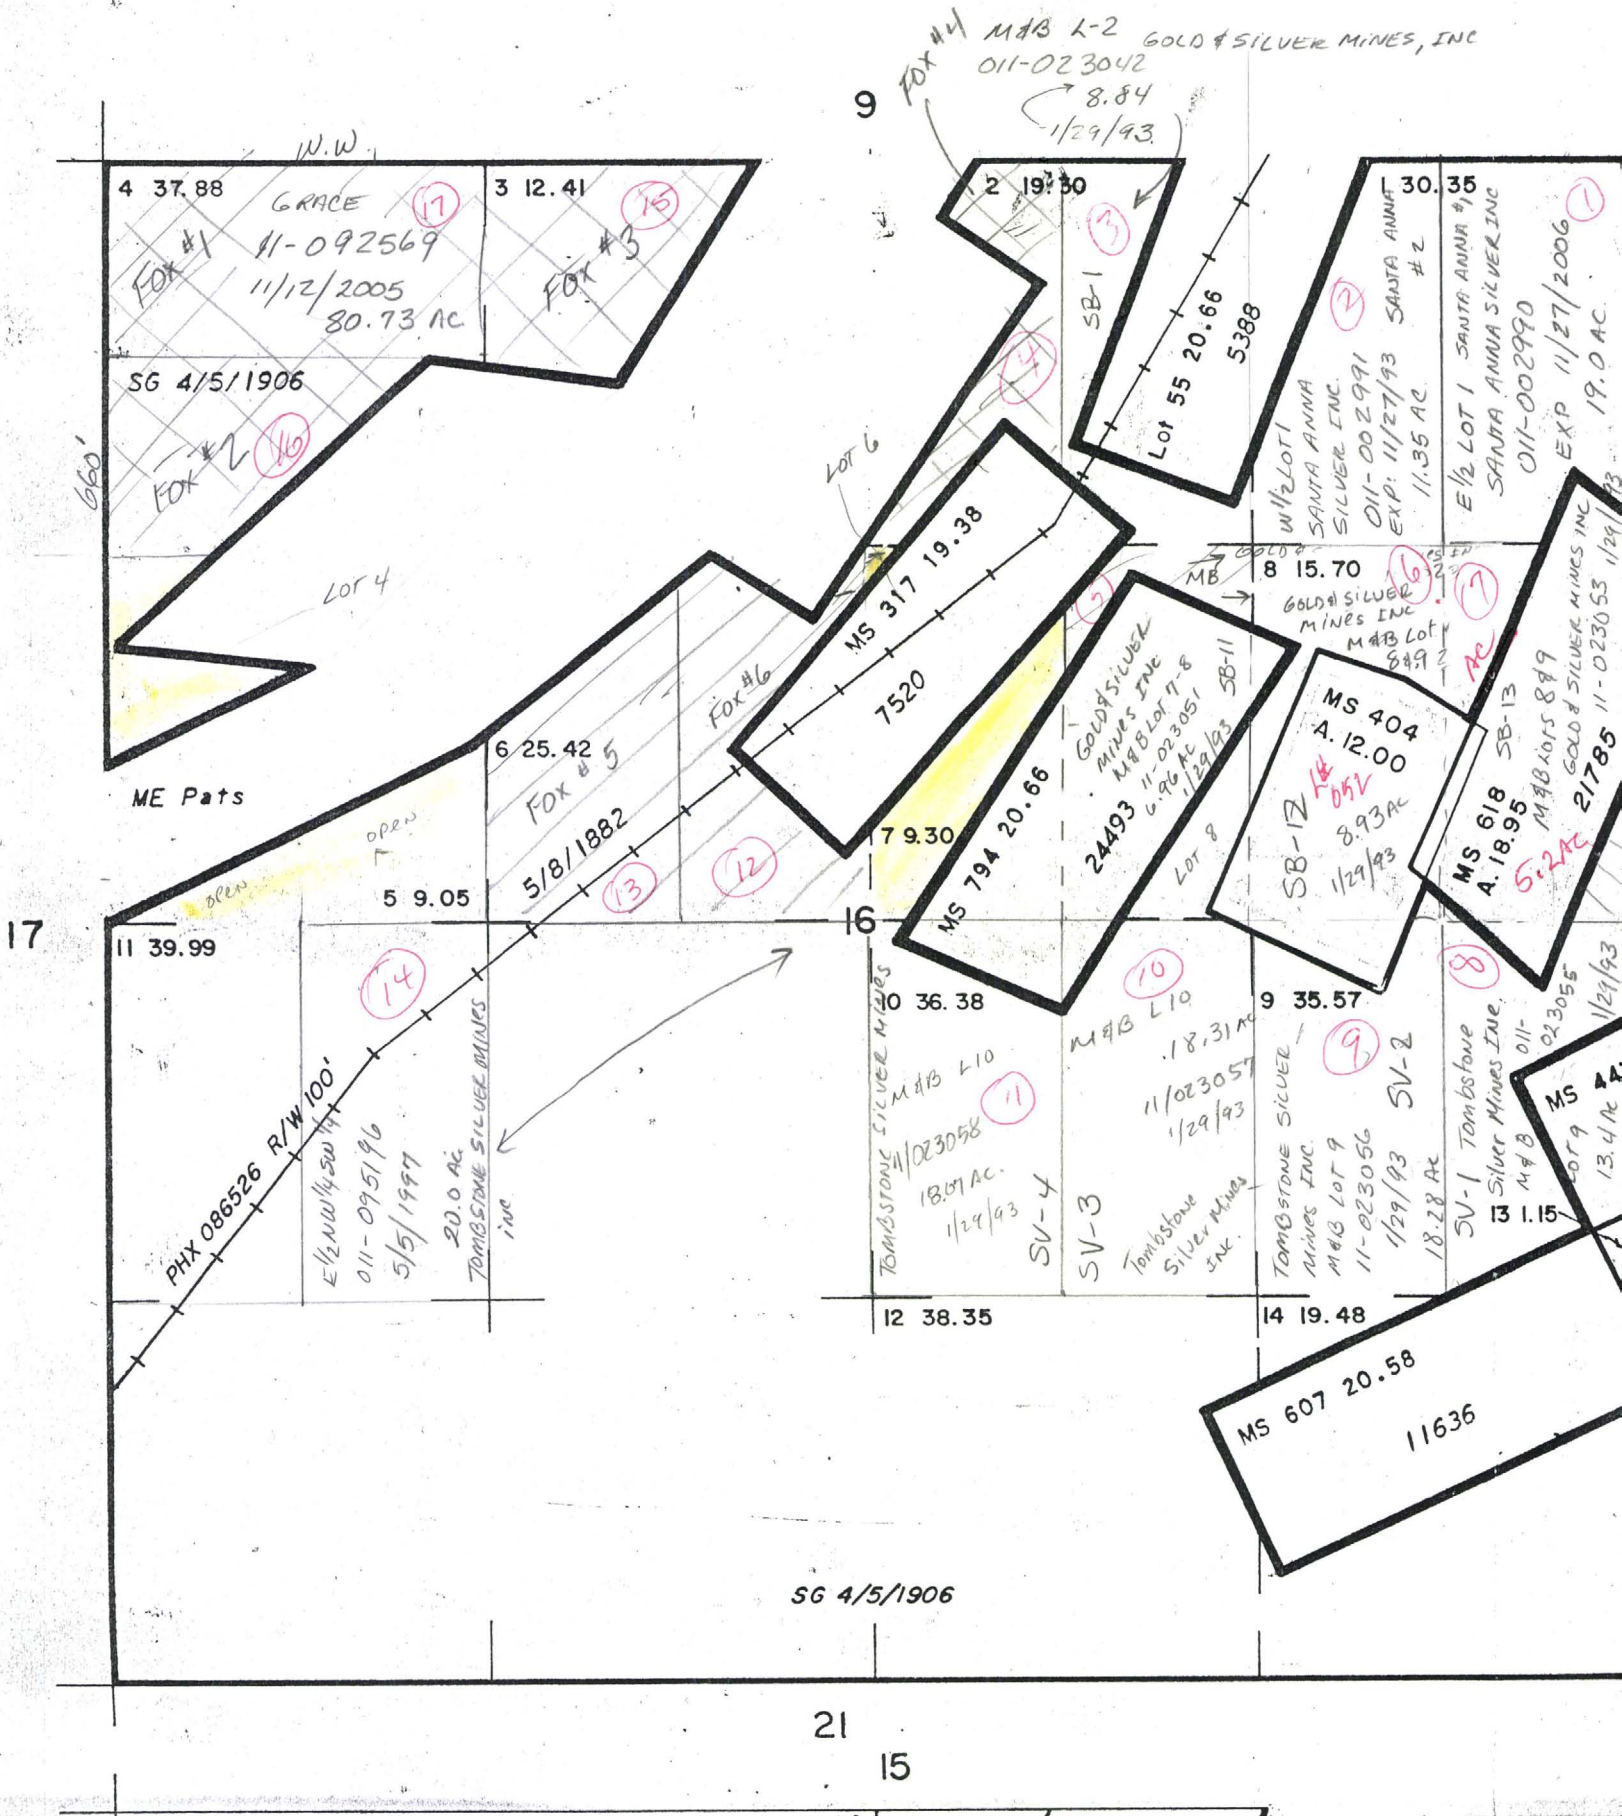 FOX #4
M&B L-2
GOLD & SILVER MINES, INC
011-023042
8.84
1/29/93
9
W.W.
4 37.88
GRACE
17
11-092569
FOX #1
11/12/2005
80.73 AC
3 12.41
15
FOX #3
SG 4/5/1906
FOX #2
16
660'
LOT 4
2 19.30
3
SB-1
4
LOT 6
Lot 55 20.66
5388
1 30.35
W1/2 LOT 1
SANTA ANNA
SILVER INC.
2
011-002991
EXP: 11/27/93
SANTA ANNA
#2
11.35 AC
E1/2 LOT 1 SANTA ANNA #1
SANTA ANNA SILVER INC
011-002990
EXP 11/27/2006
19.0 AC.
1
MS 317 19.38
7520
5
MB
GOLD &
8 15.70
6
GOLD & SILVER
MINES INC
M&B Lot
8&9
7
AC
ME Pats
OPEN
OPEN
5 9.05
6 25.42
FOX #5
FOX #6
5/8/1882
13
12
7 9.30
MS 794 20.66
24493
GOLD & SILVER
MINES INC
M&B LOT 7-8
11-023051
6.96 AC
1/29/93
SB-11
LOT 8
MS 404
A. 12.00
052
SB-12
8.93 AC
1/29/93
MS 618
A. 18.95
SB-13
M&B LOTS 8&9
GOLD & SILVER MINES INC
11-023053 1/29/93
21785
5.2 AC
17
11 39.99
14
16
PHX 086526 R/W 100'
E1/2NW1/4SW1/4
011-095196
5/5/1997
20.0 AC.
TOMBSTONE SILVER MINES
INC
10 36.38
TOMBSTONE SILVER MINES
M&B L10
11
11/023058
18.07 AC.
1/29/93
SV-4
10
M&B L10
18.31 AC
11/023057
1/29/93
SV-3
Tombstone
Silver Mines
INC.
9 35.57
9
TOMBSTONE SILVER
MINES INC.
M&B LOT 9
11-023056
1/29/93 SV-2
18.28 AC
8
SV-1 Tombstone
Silver Mines Inc.
M&B 011-
023055
LOT 9
1/29/93
13.4 AC
MS 44
13 1.15
12 38.35
14 19.48
MS 607 20.58
11636
SG 4/5/1906
21
15